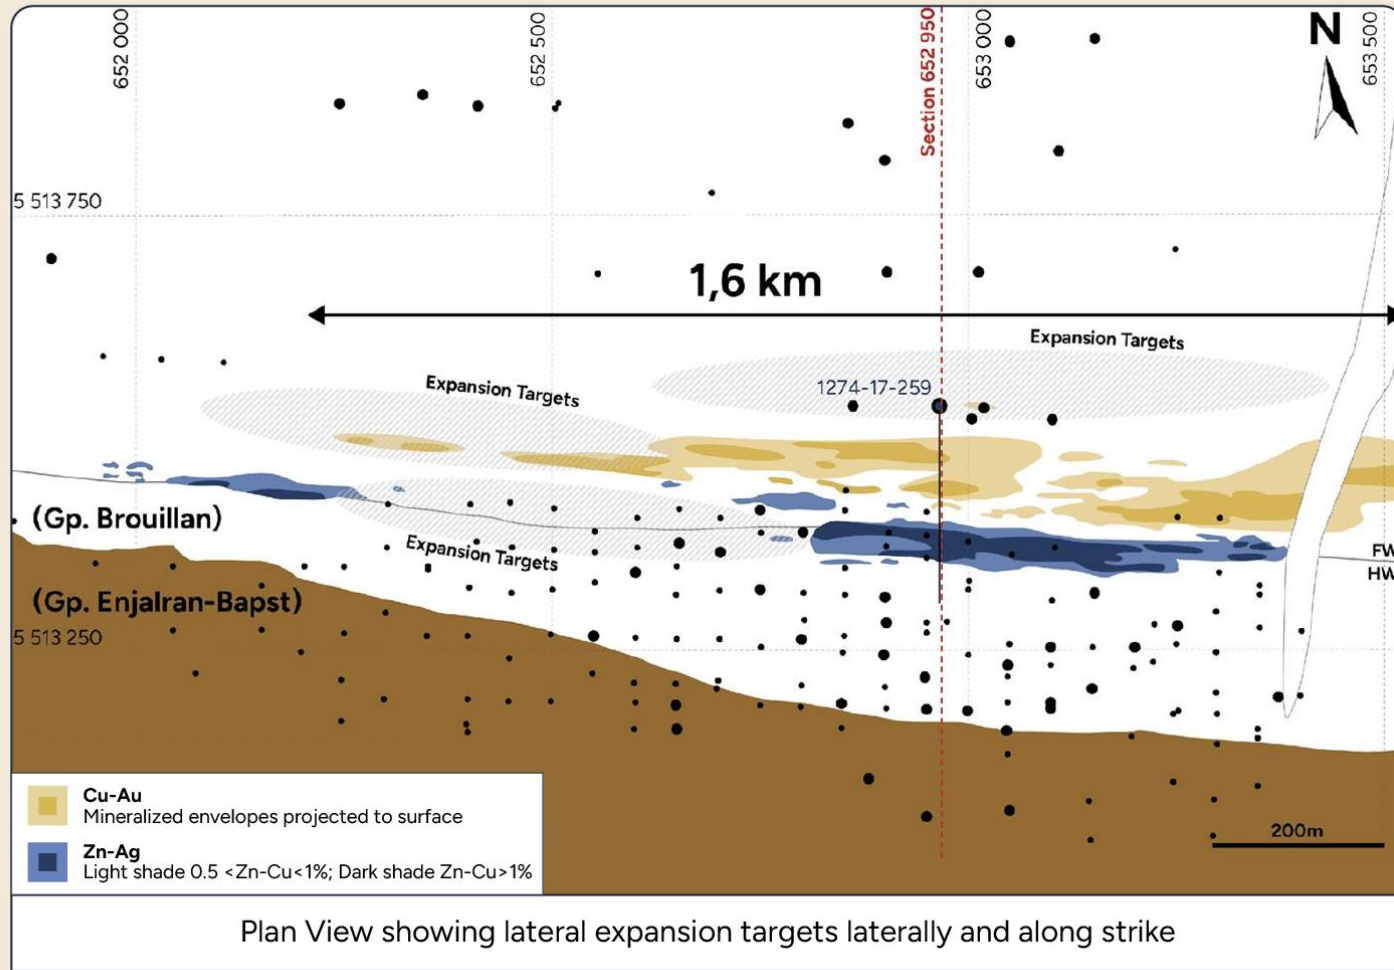 652 000
652 500
Section 652 950
653 000
N
653 500
5 513 750
1,6 km
Expansion Targets
Expansion Targets
1274-17-259
(Gp. Brouillan)
Expansion Targets
FW
HW
(Gp. Enjalran-Bapst)
5 513 250
Cu-Au
Mineralized envelopes projected to surface
Zn-Ag
Light shade 0.5 <Zn-Cu<1%; Dark shade Zn-Cu>1%
200m
Plan View showing lateral expansion targets laterally and along strike